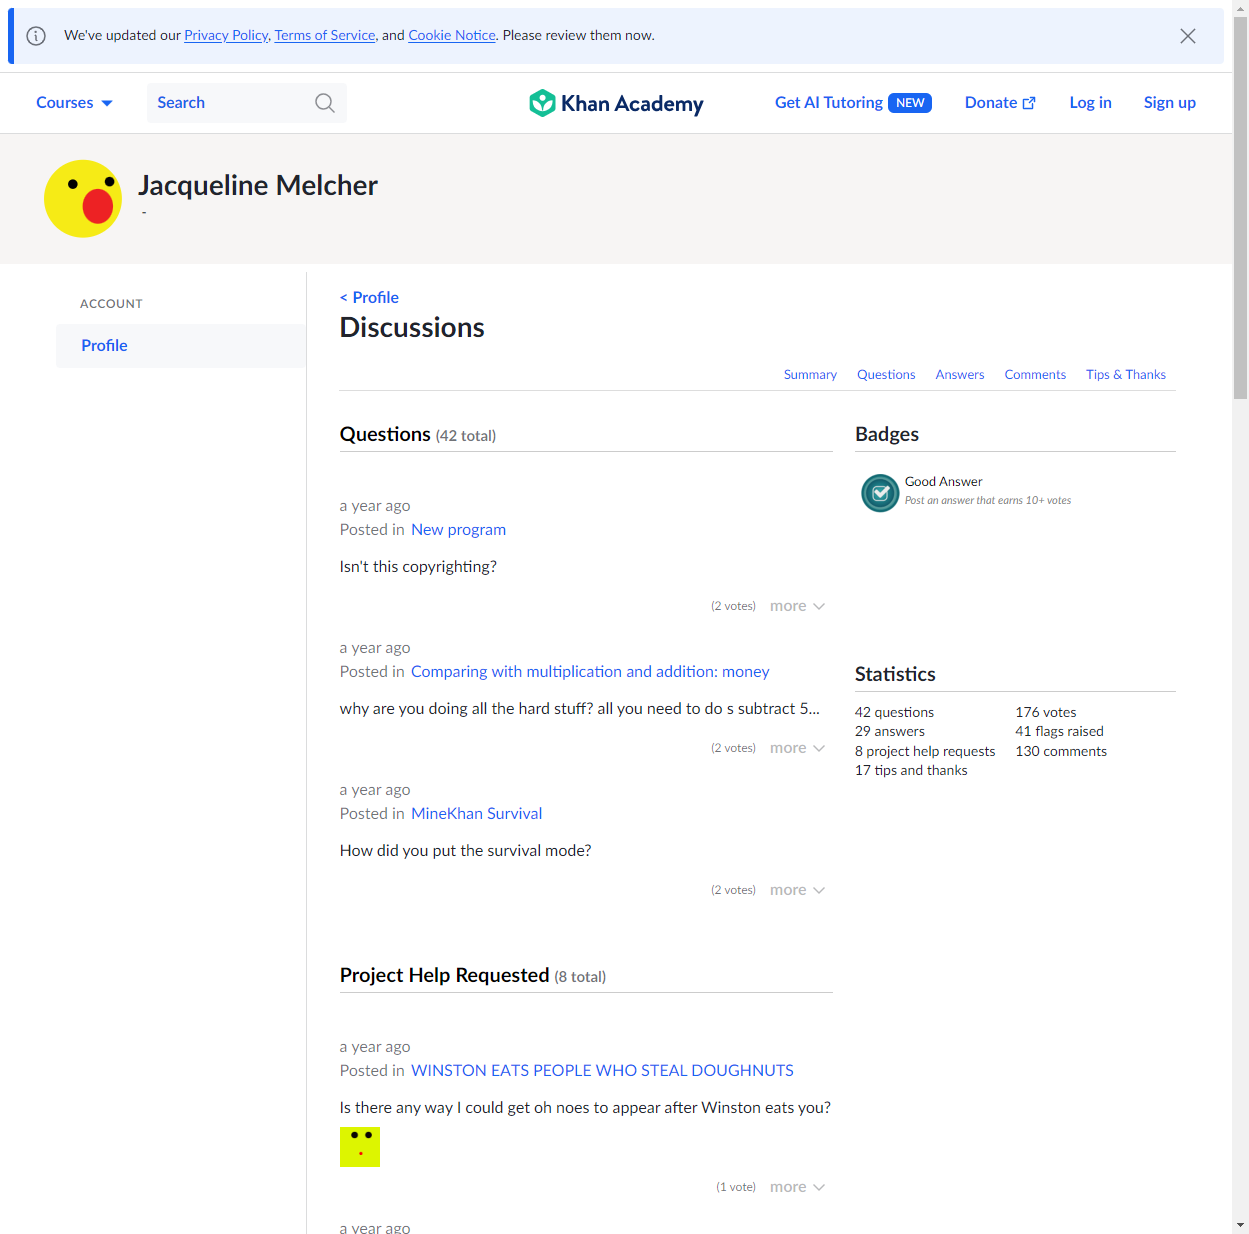 We've updated our Privacy Policy, Terms of Service, and Cookie Notice. Please review them now.
Courses
Search
Khan Academy
Get AI Tutoring NEW
Donate
Log in
Sign up
Jacqueline Melcher
-
ACCOUNT
Profile
< Profile
Discussions
Summary
Questions
Answers
Comments
Tips & Thanks
Questions (42 total)
a year ago
Posted in New program
Isn't this copyrighting?
(2 votes) more
a year ago
Posted in Comparing with multiplication and addition: money
why are you doing all the hard stuff? all you need to do s subtract 5...
(2 votes) more
a year ago
Posted in MineKhan Survival
How did you put the survival mode?
(2 votes) more
Project Help Requested (8 total)
a year ago
Posted in WINSTON EATS PEOPLE WHO STEAL DOUGHNUTS
Is there any way I could get oh noes to appear after Winston eats you?
(1 vote) more
a year ago
Badges
Good Answer
Post an answer that earns 10+ votes
Statistics
42 questions
29 answers
8 project help requests
17 tips and thanks
176 votes
41 flags raised
130 comments